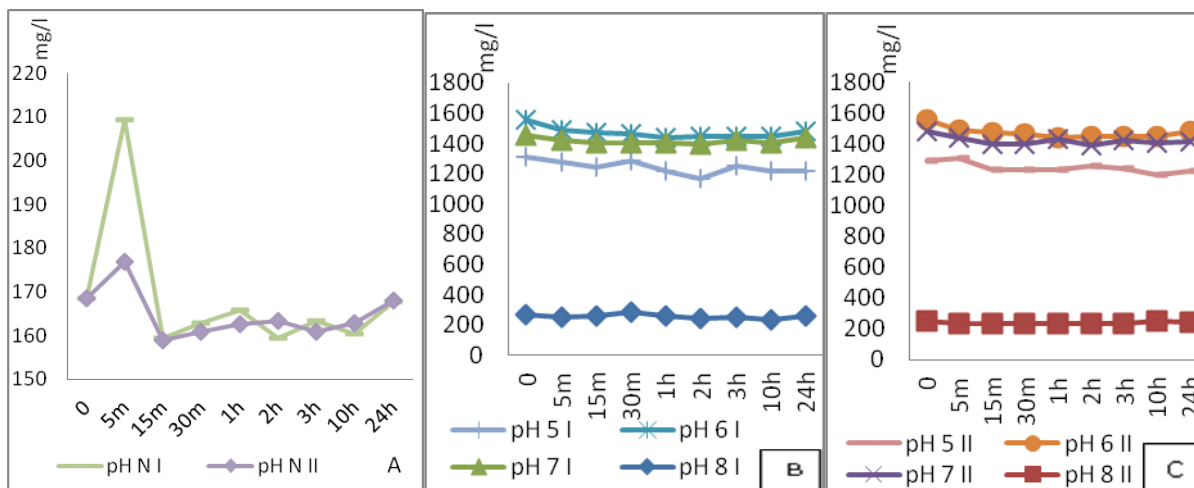 mg/l
220
210
200
190
180
170
160
150
0 5m 15m 30m 1h 2h 3h 10h 24h
pH N I pH N II A
mg/l
1800
1600
1400
1200
1000
800
600
400
200
0
0 5m 15m 30m 1h 2h 3h 10h 24h
pH 5 I pH 6 I
pH 7 I pH 8 I B
mg/l
1800
1600
1400
1200
1000
800
600
400
200
0
0 5m 15m 30m 1h 2h 3h 10h 24h
pH 5 II pH 6 II
pH 7 II pH 8 II C